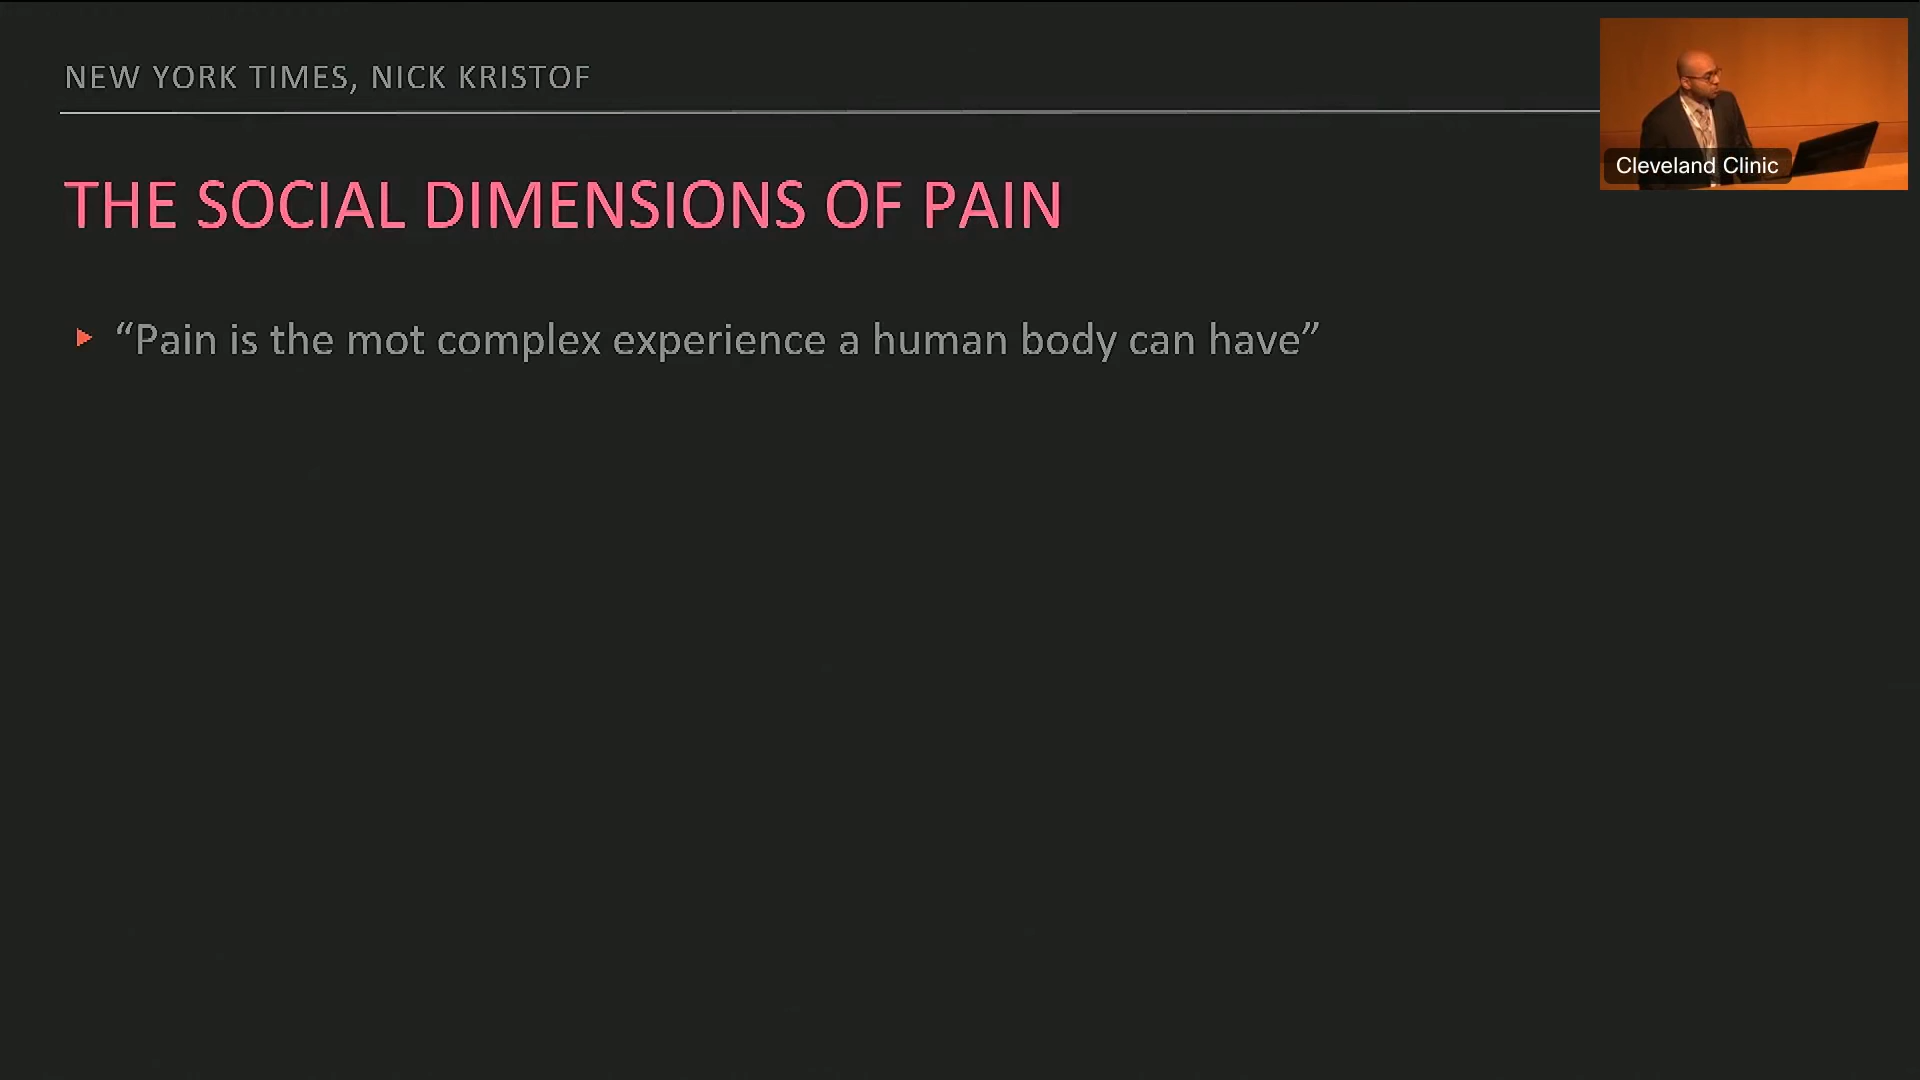 NEW YORK TIMES, NICK KRISTOF
THE SOCIAL DIMENSIONS OF PAIN
“Pain is the mot complex experience a human body can have”
Cleveland Clinic